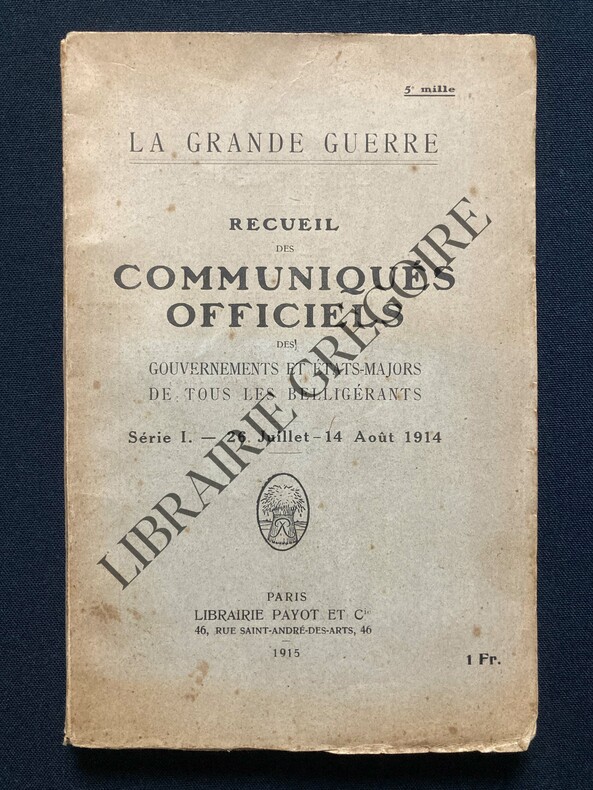 5e mille
LA GRANDE GUERRE
RECUEIL
DES
COMMUNIQUÉS
OFFICIELS
DES
GOUVERNEMENTS ET ÉTATS-MAJORS
DE TOUS LES BELLIGÉRANTS
Série I. — 26 Juillet-14 Août 1914
PARIS
LIBRAIRIE PAYOT ET Cie
46, RUE SAINT-ANDRÉ-DES-ARTS, 46
1915
1 Fr.
LIBRAIRIE GRÉGOIRE